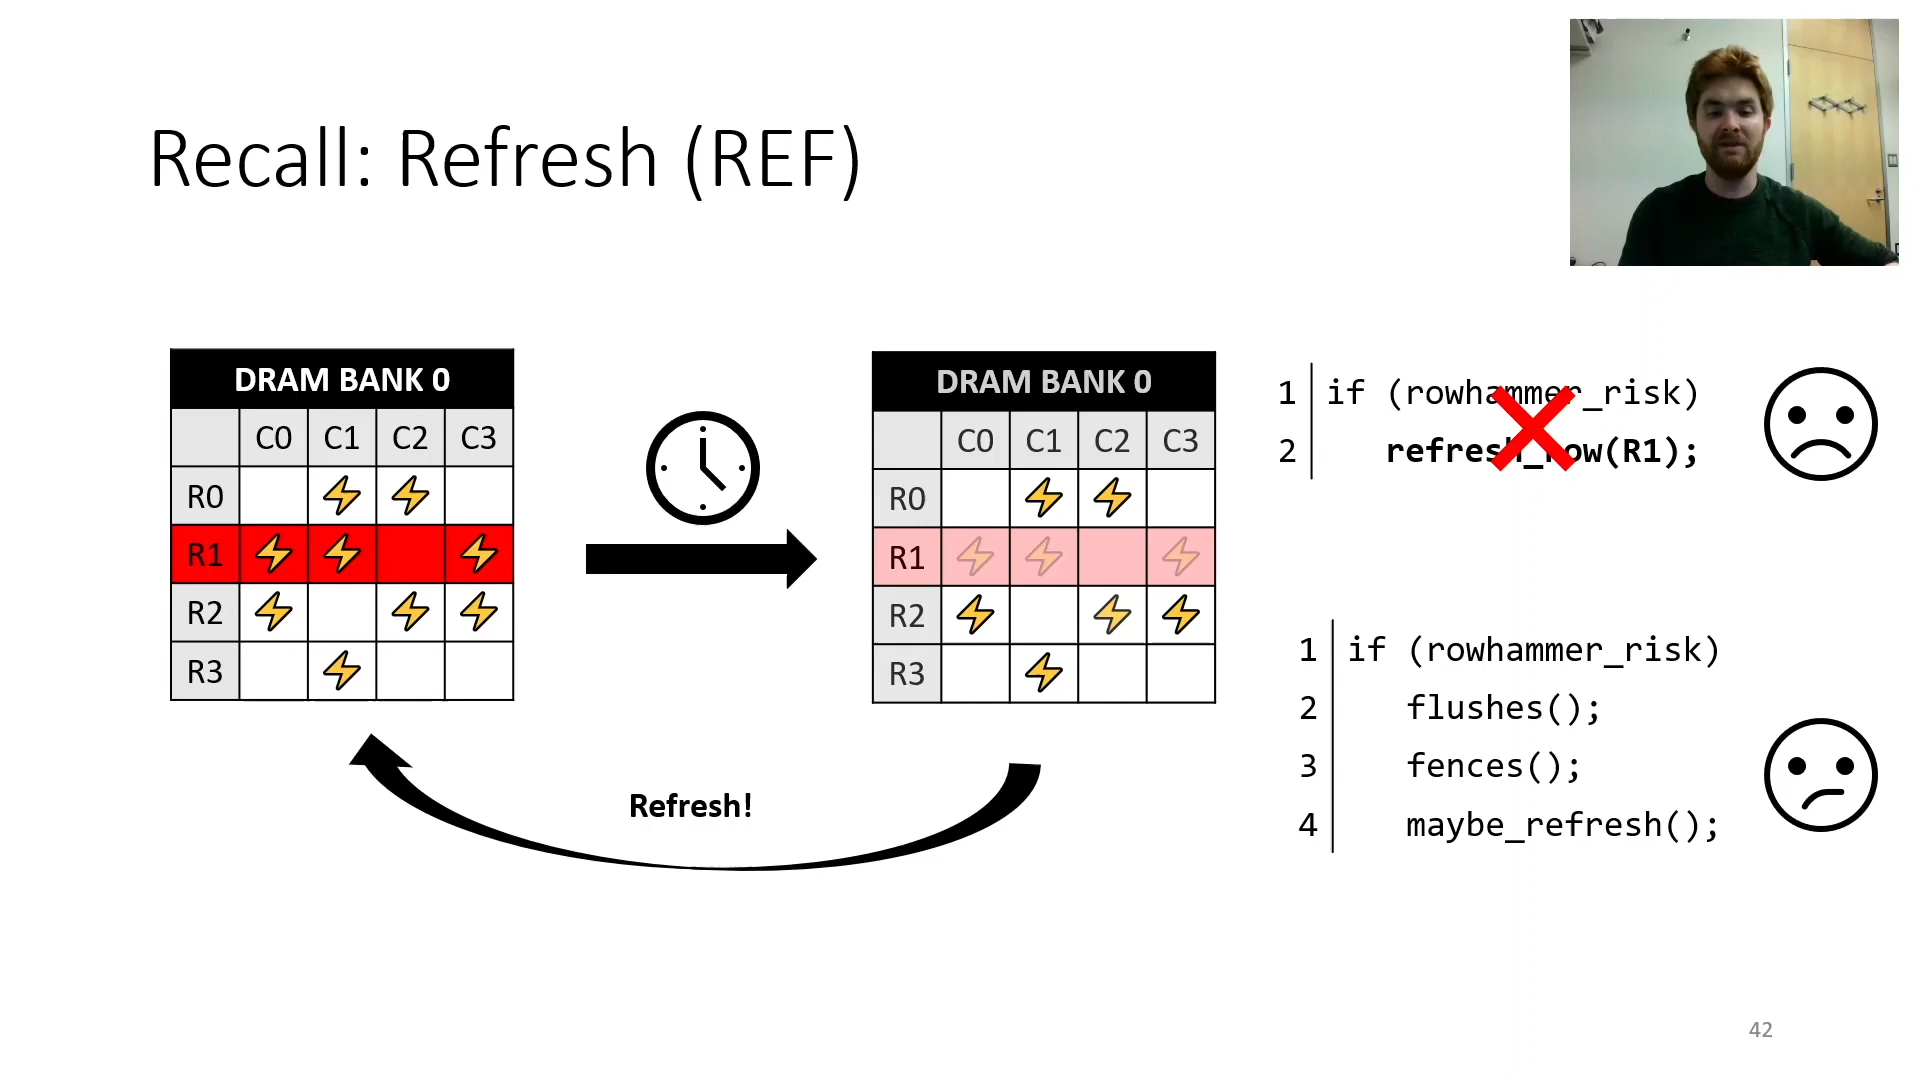 Recall: Refresh (REF)
DRAM BANK 0
C0 C1 C2 C3
R0
R1
R2
R3
DRAM BANK 0
C0 C1 C2 C3
R0
R1
R2
R3
Refresh!
1 if (rowhammer_risk)
2 refresh_row(R1);
1 if (rowhammer_risk)
2 flushes();
3 fences();
4 maybe_refresh();
42